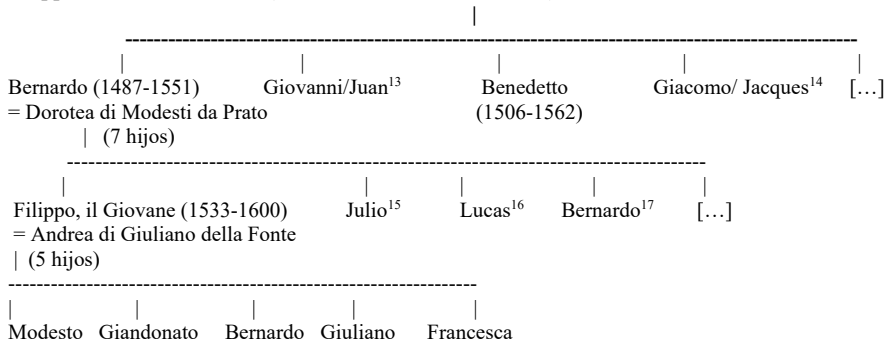 Bernardo (1487-1551) Giovanni/Juan¹³ Benedetto Giacomo/ Jacques¹⁴ […]
= Dorotea di Modesti da Prato (1506-1562)
| (7 hijos)
Filippo, il Giovane (1533-1600) Julio¹⁵ Lucas¹⁶ Bernardo¹⁷ […]
= Andrea di Giuliano della Fonte
| (5 hijos)
Modesto Giandonato Bernardo Giuliano Francesca